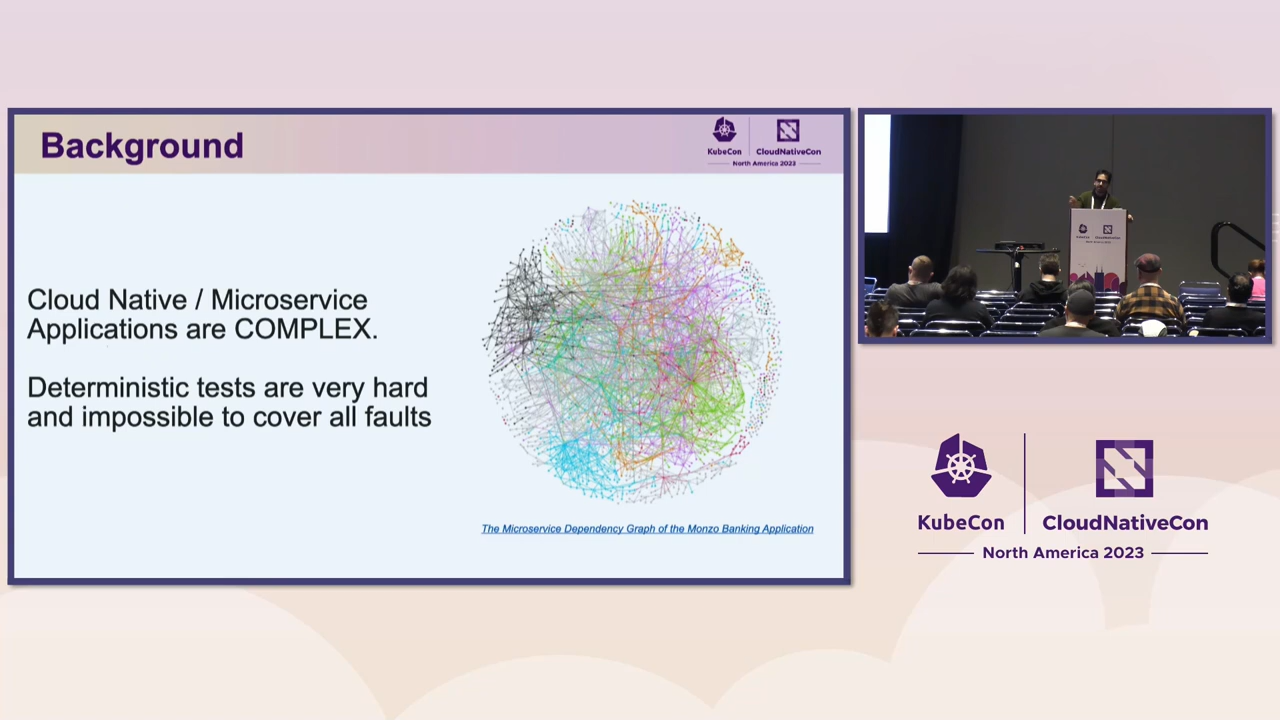 Background
KubeCon
CloudNativeCon
North America 2023
Cloud Native / Microservice
Applications are COMPLEX.
Deterministic tests are very hard
and impossible to cover all faults
The Microservice Dependency Graph of the Monzo Banking Application
KubeCon
CloudNativeCon
North America 2023